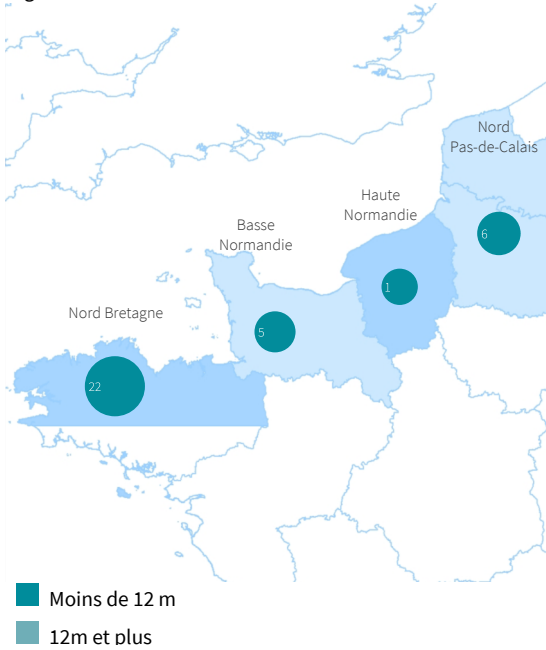 Nord
Pas-de-Calais
Haute
Normandie
Basse
Normandie
Nord Bretagne
6
1
5
22
Moins de 12 m
12m et plus